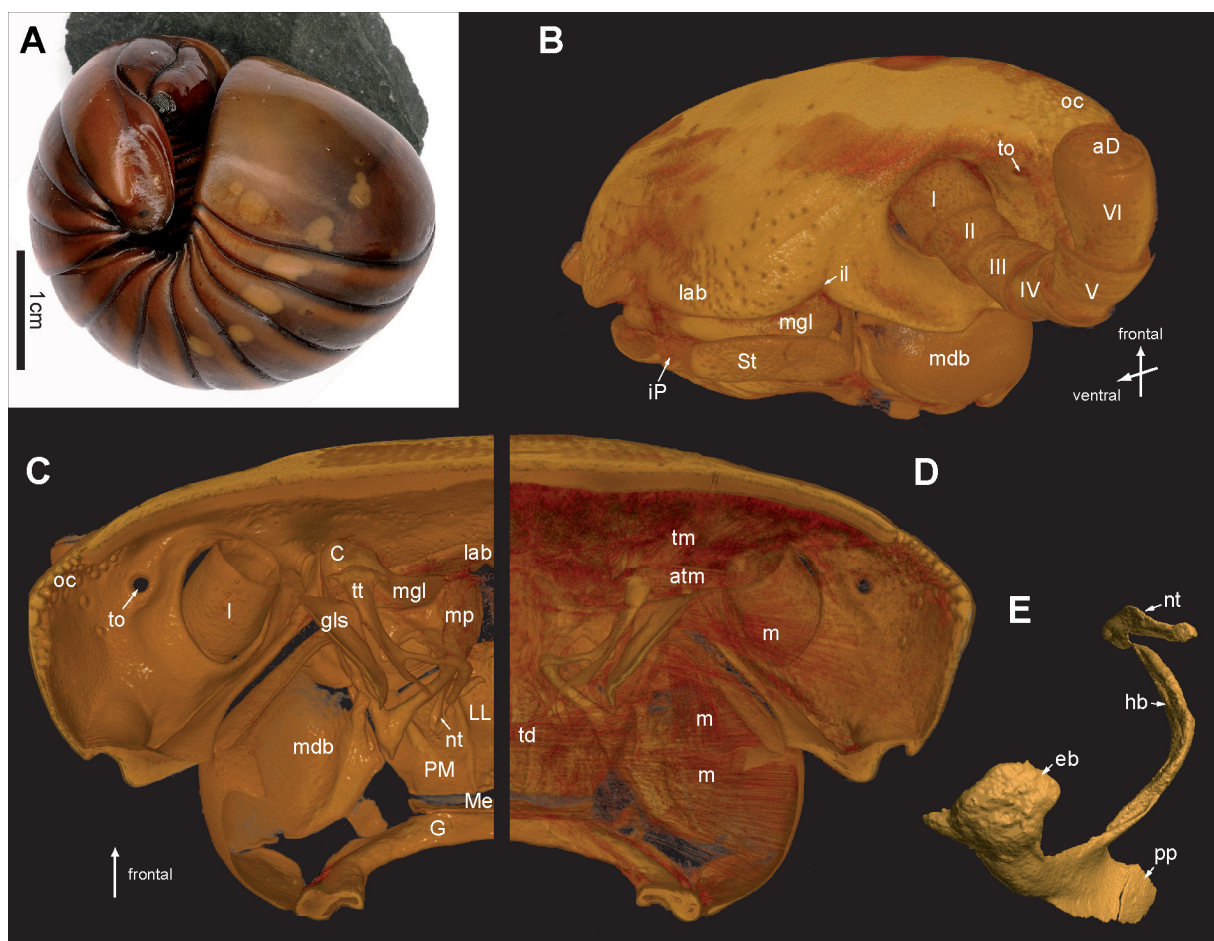 A
1cm
B
oc
to
aD
I
II
VI
III
IV
V
lab
il
mgl
St
mdb
iP
frontal
ventral
C
oc
to
I
C
tt
mgl
lab
gls
mp
LL
nt
mdb
PM
Me
G
frontal
D
tm
atm
m
m
td
m
E
nt
hb
eb
pp